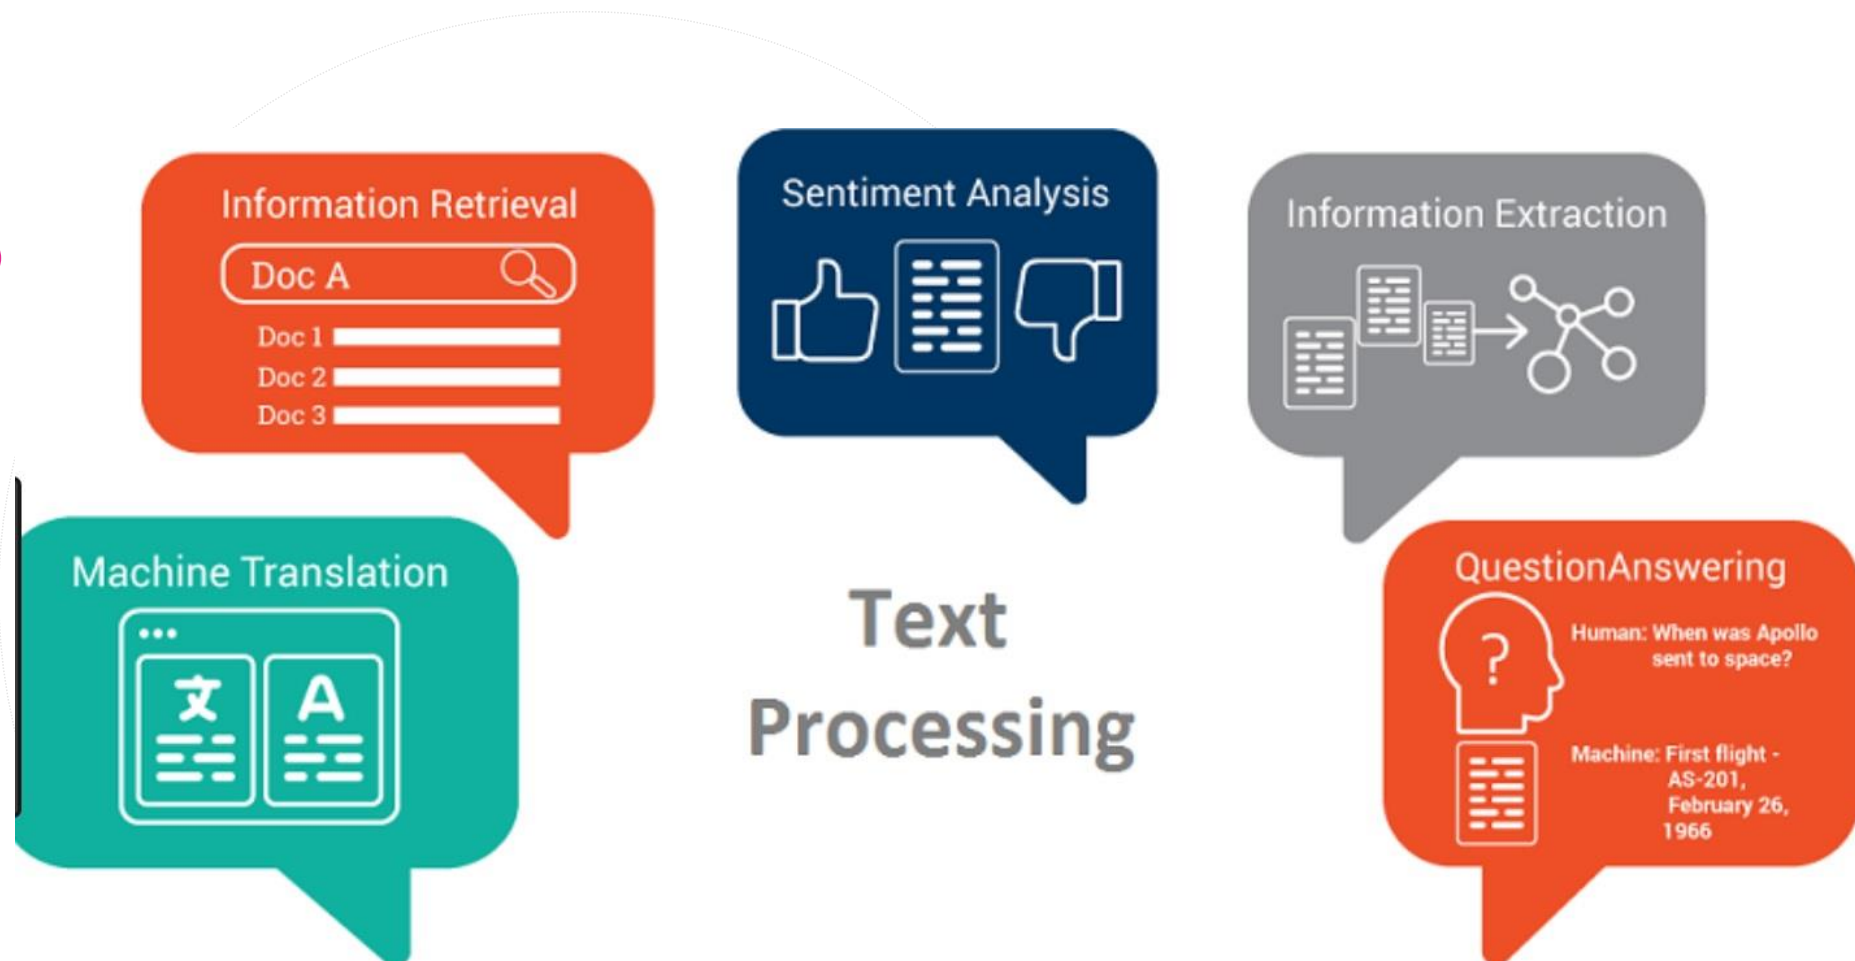 Information Retrieval
Doc A
Doc 1
Doc 2
Doc 3
Sentiment Analysis
Information Extraction
Machine Translation
文
A
Text
Processing
QuestionAnswering
?
Human: When was Apollo
sent to space?
Machine: First flight -
AS-201,
February 26,
1966